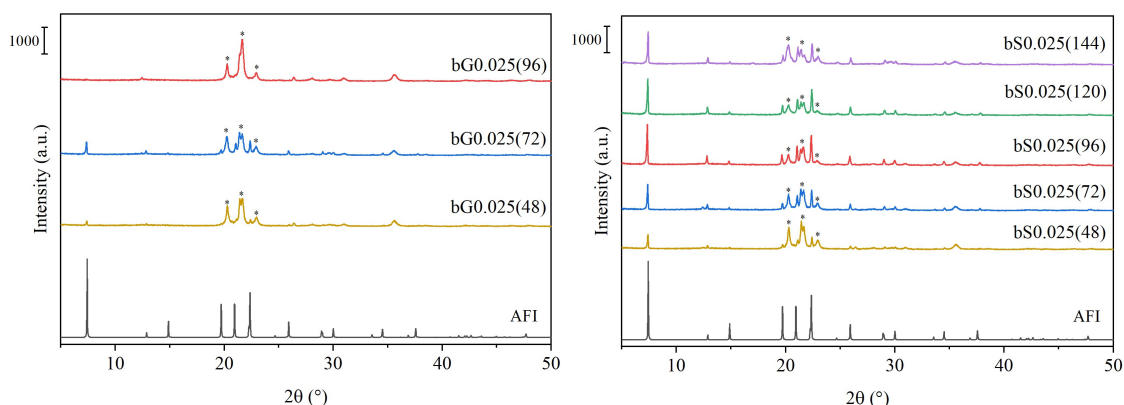 1000
* * *
bG0.025(96)
* * *
bG0.025(72)
* * *
bG0.025(48)
AFI
Intensity (a.u.)
10 20 30 40 50
2θ (°)
1000
* * *
bS0.025(144)
* * *
bS0.025(120)
* * *
bS0.025(96)
* * *
bS0.025(72)
* * *
bS0.025(48)
AFI
Intensity (a.u.)
10 20 30 40 50
2θ (°)